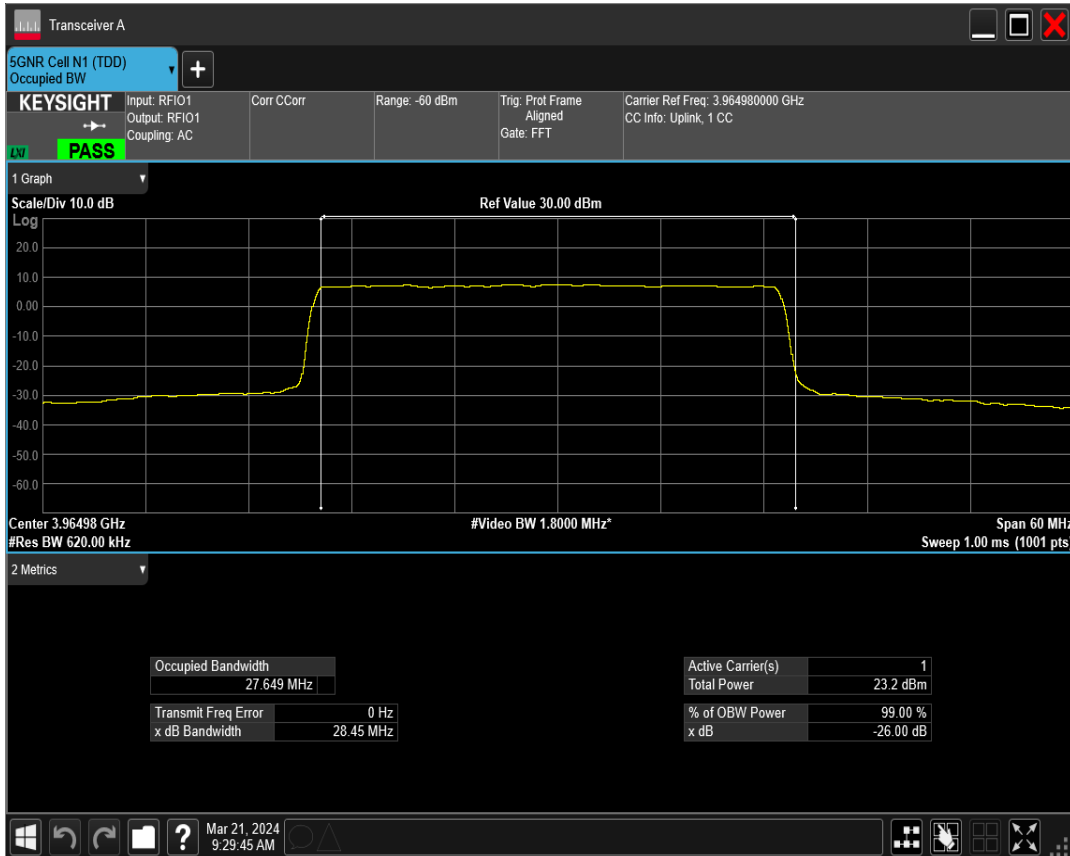 Transceiver A
5GNR Cell N1 (TDD)
Occupied BW
+
KEYSIGHT
LXI
PASS
Input: RFIO1
Output: RFIO1
Coupling: AC
Corr CCorr
Range: -60 dBm
Trig: Prot Frame
Aligned
Gate: FFT
Carrier Ref Freq: 3.964980000 GHz
CC Info: Uplink, 1 CC
1 Graph
Scale/Div 10.0 dB
Ref Value 30.00 dBm
Log
20.0
10.0
0.00
-10.0
-20.0
-30.0
-40.0
-50.0
-60.0
Center 3.96498 GHz
#Video BW 1.8000 MHz*
Span 60 MHz
#Res BW 620.00 kHz
Sweep 1.00 ms (1001 pts)
2 Metrics
Occupied Bandwidth
27.649 MHz
Transmit Freq Error 0 Hz
x dB Bandwidth 28.45 MHz
Active Carrier(s) 1
Total Power 23.2 dBm
% of OBW Power 99.00 %
x dB -26.00 dB
?
Mar 21, 2024
9:29:45 AM